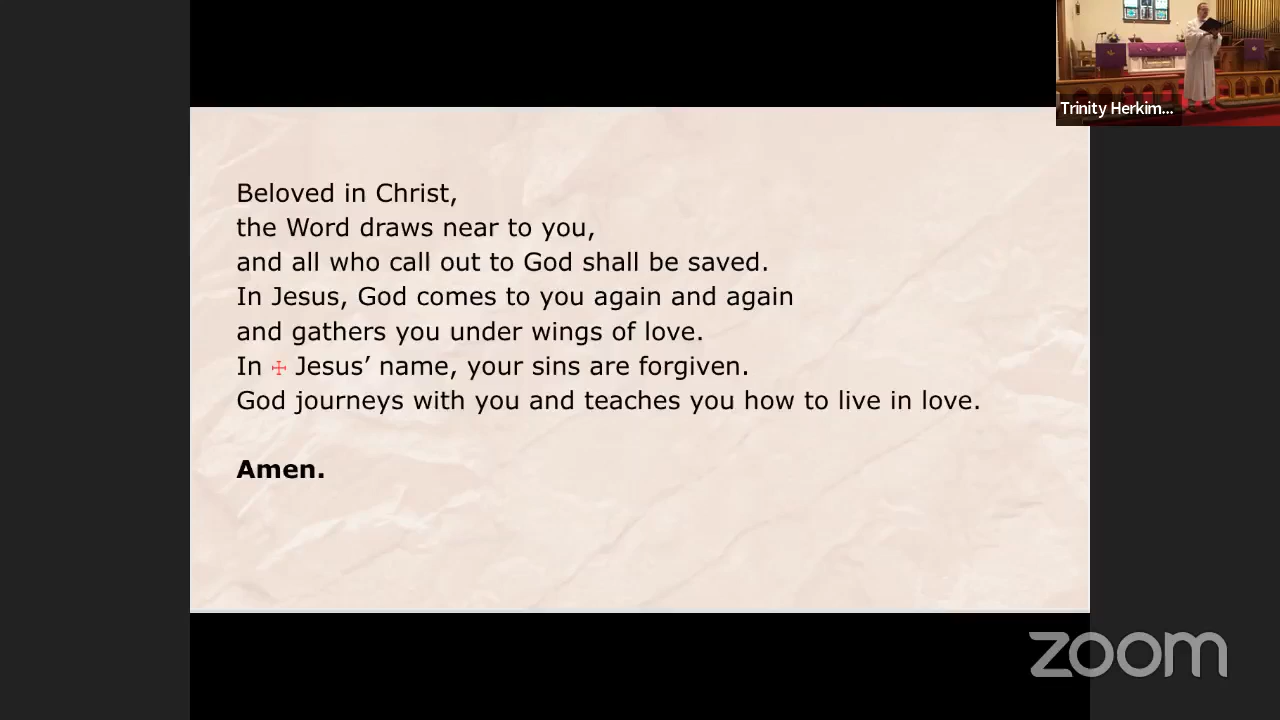 Trinity Herkim...
Beloved in Christ,
the Word draws near to you,
and all who call out to God shall be saved.
In Jesus, God comes to you again and again
and gathers you under wings of love.
In ☩ Jesus’ name, your sins are forgiven.
God journeys with you and teaches you how to live in love.
Amen.
zoom